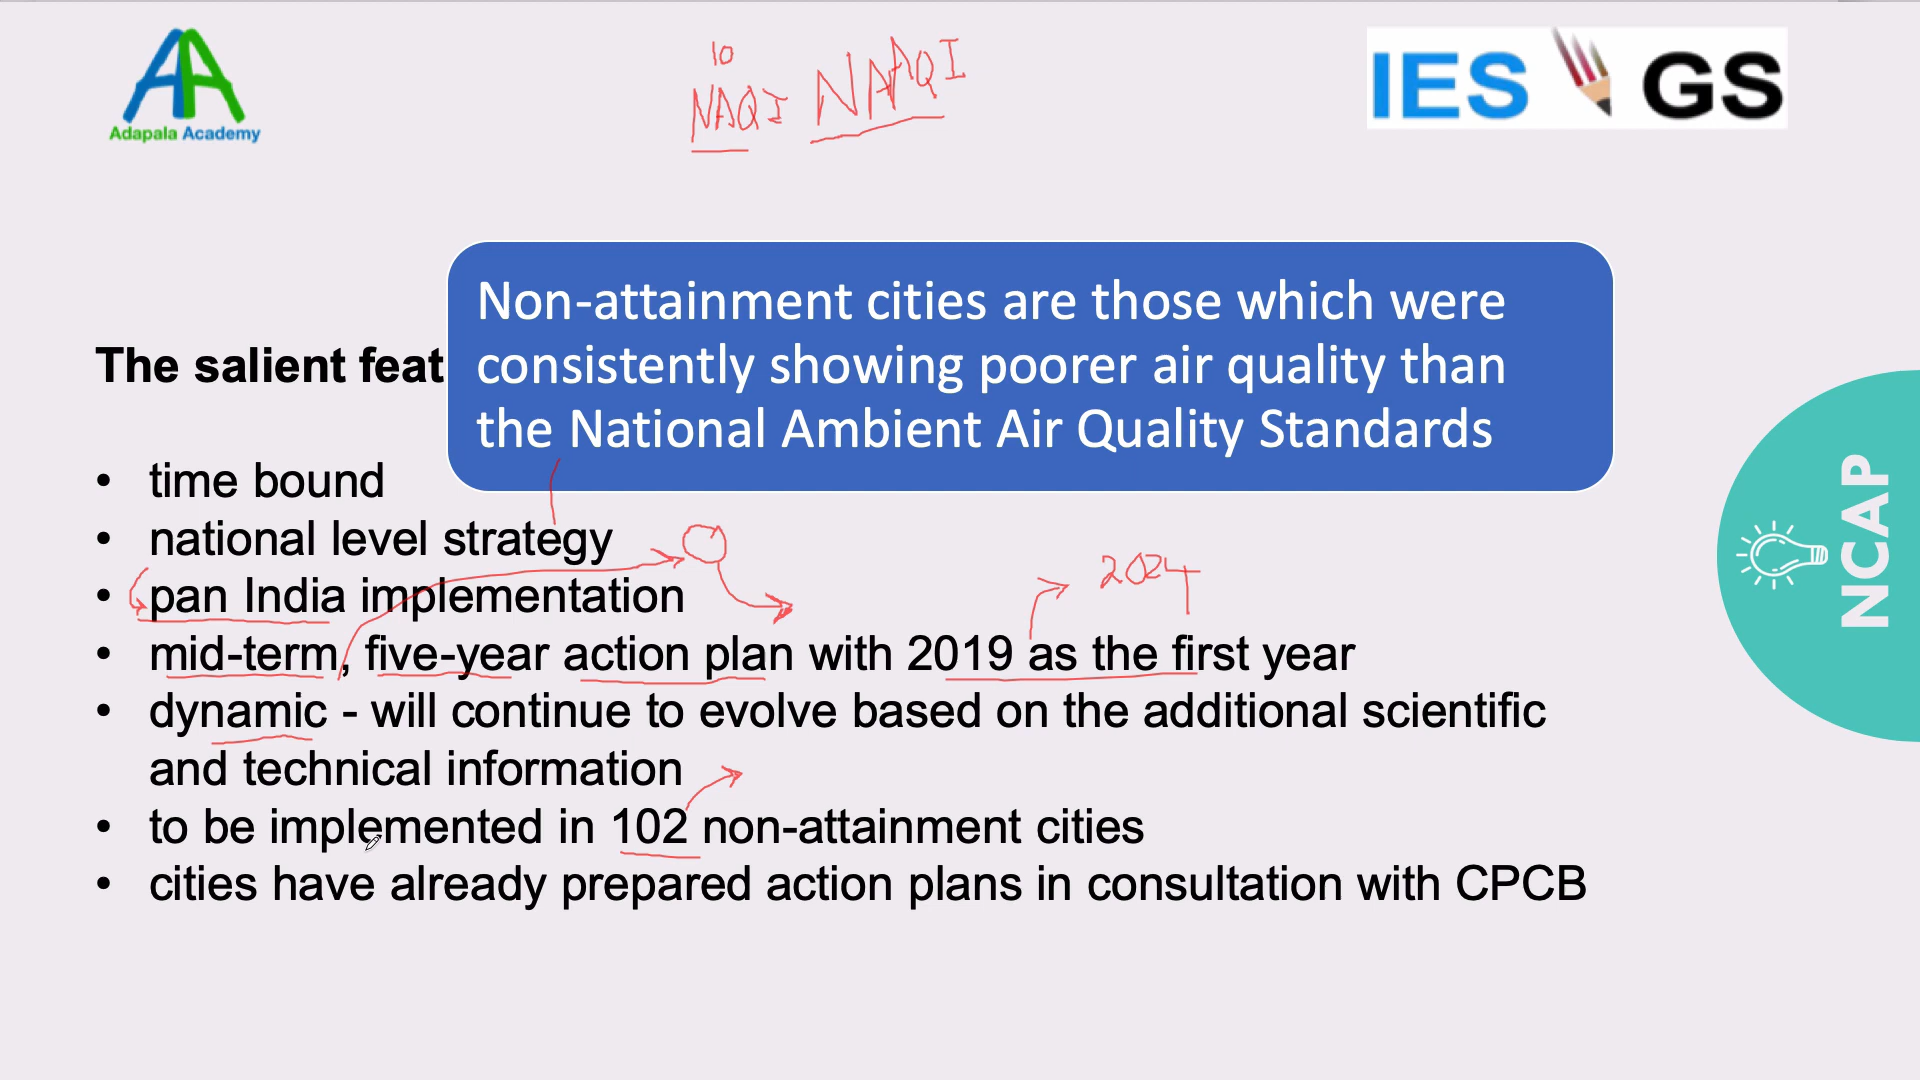 Adapala Academy
10
NAQI NAAQI
IES GS
Non-attainment cities are those which were
consistently showing poorer air quality than
the National Ambient Air Quality Standards
The salient feat
• time bound
• national level strategy
• pan India implementation
2024
• mid-term, five-year action plan with 2019 as the first year
• dynamic - will continue to evolve based on the additional scientific
and technical information
• to be implemented in 102 non-attainment cities
• cities have already prepared action plans in consultation with CPCB
NCAP